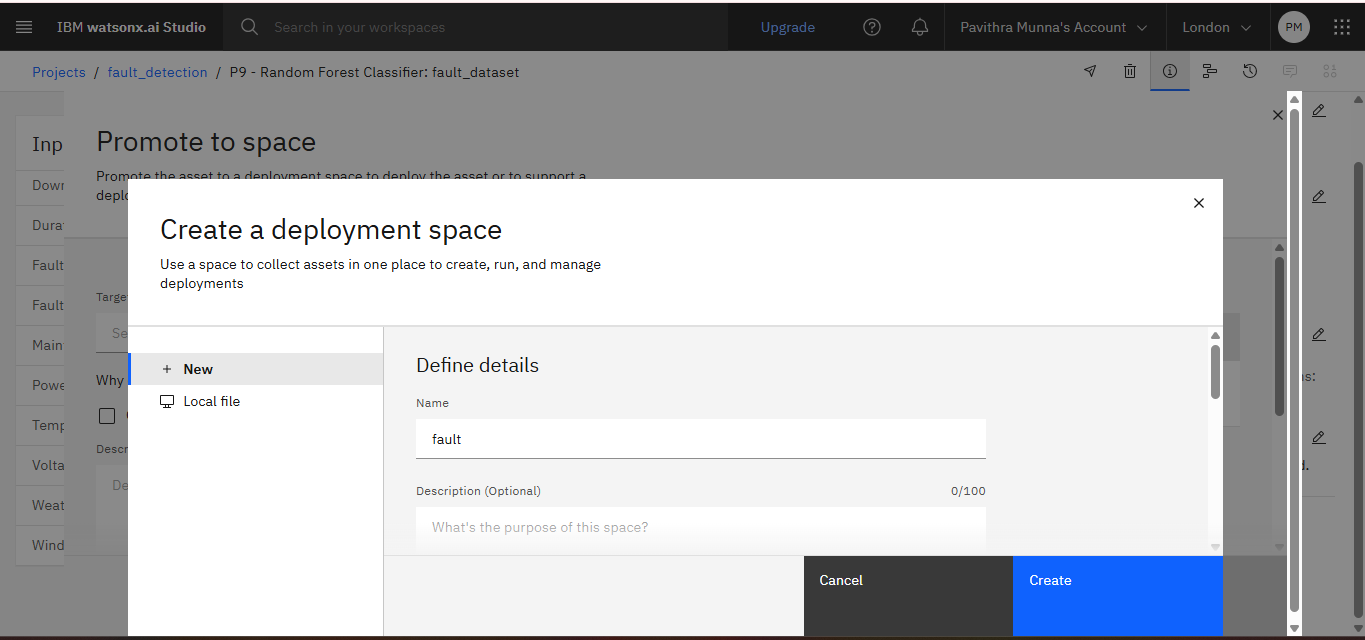 IBM watsonx.ai Studio
Search in your workspaces
Upgrade
Pavithra Munna's Account
London
PM
Projects / fault_detection / P9 - Random Forest Classifier: fault_dataset
Promote to space
Promote the asset to a deployment space to deploy the asset or to support a
Create a deployment space
Use a space to collect assets in one place to create, run, and manage
deployments
New
Local file
Define details
Name
fault
Description (Optional)
0/100
What's the purpose of this space?
Cancel
Create
Inp
Down
Dura
Fault
Fault
Main
Powe
Temp
Volta
Weat
Wind
deplo
Targe
Se
Why
Descr
De
ns:
d.